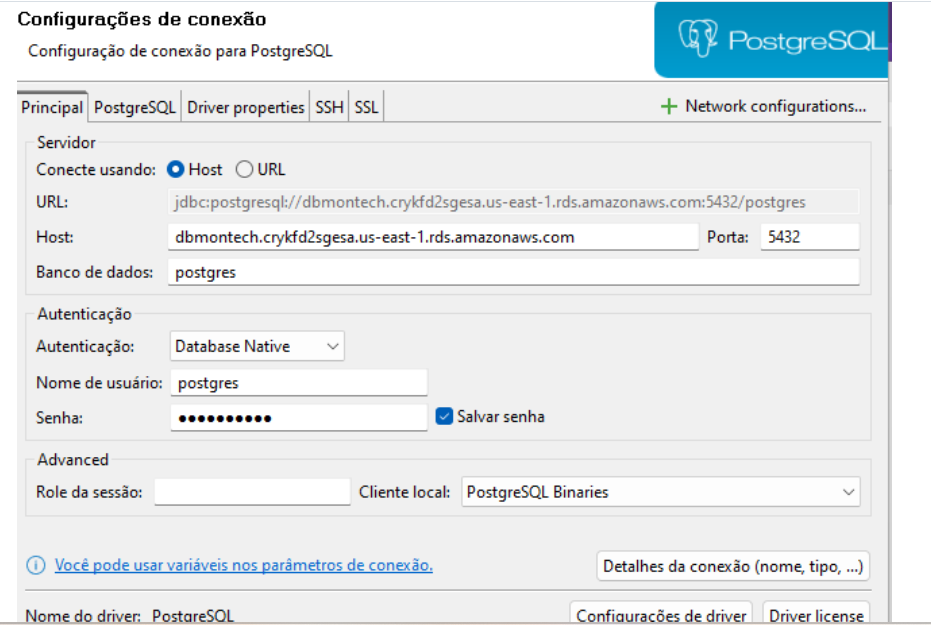 Configurações de conexão
Configuração de conexão para PostgreSQL
PostgreSQL
Principal PostgreSQL Driver properties SSH SSL
Network configurations...
Servidor
Conecte usando: Host URL
URL: jdbc:postgresql://dbmontech.crykfd2sgesa.us-east-1.rds.amazonaws.com:5432/postgres
Host: dbmontech.crykfd2sgesa.us-east-1.rds.amazonaws.com Porta: 5432
Banco de dados: postgres
Autenticação
Autenticação: Database Native
Nome de usuário: postgres
Senha: •••••••••• Salvar senha
Advanced
Role da sessão: Cliente local: PostgreSQL Binaries
Você pode usar variáveis nos parâmetros de conexão.
Detalhes da conexão (nome, tipo, ...)
Nome do driver: PostgreSQL Configurações de driver Driver license